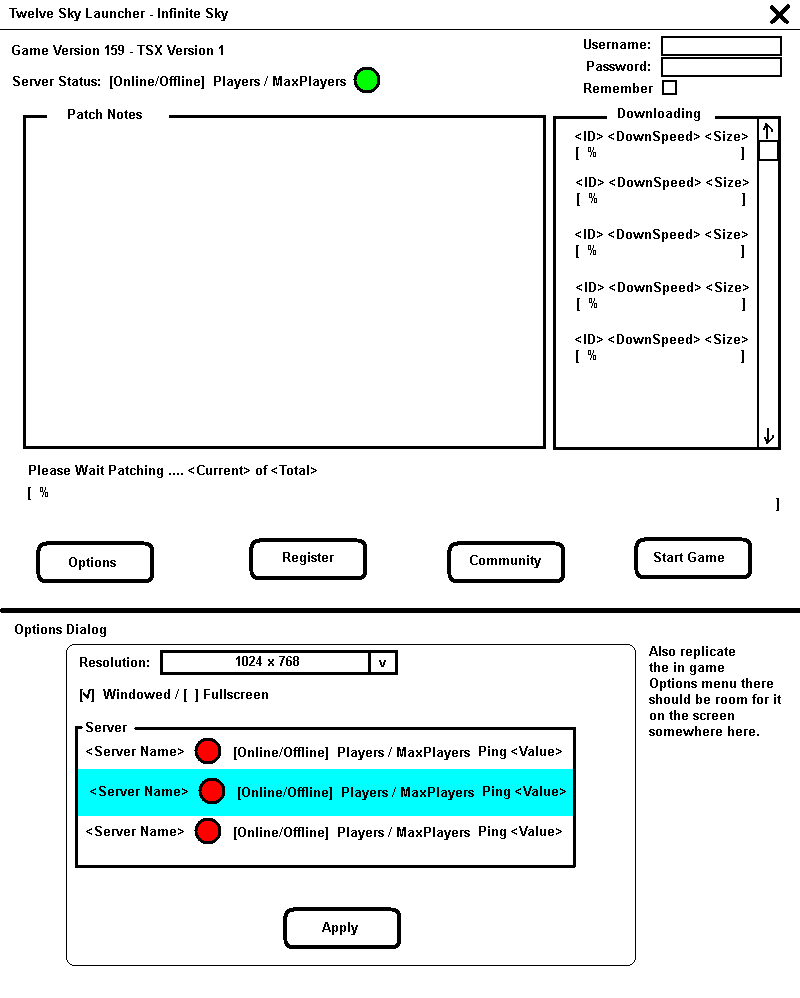 Twelve Sky Launcher - Infinite Sky
Game Version 159 - TSX Version 1
Username:
Password:
Remember
Server Status: [Online/Offline] Players / MaxPlayers
Patch Notes
Downloading
<ID> <DownSpeed> <Size>
[ % ]
<ID> <DownSpeed> <Size>
[ % ]
<ID> <DownSpeed> <Size>
[ % ]
<ID> <DownSpeed> <Size>
[ % ]
<ID> <DownSpeed> <Size>
[ % ]
Please Wait Patching .... <Current> of <Total>
[ % ]
Options
Register
Community
Start Game
Options Dialog
Resolution: 1024 x 768 v
[√] Windowed / [ ] Fullscreen
Server
<Server Name> [Online/Offline] Players / MaxPlayers Ping <Value>
<Server Name> [Online/Offline] Players / MaxPlayers Ping <Value>
<Server Name> [Online/Offline] Players / MaxPlayers Ping <Value>
Apply
Also replicate
the in game
Options menu there
should be room for it
on the screen
somewhere here.